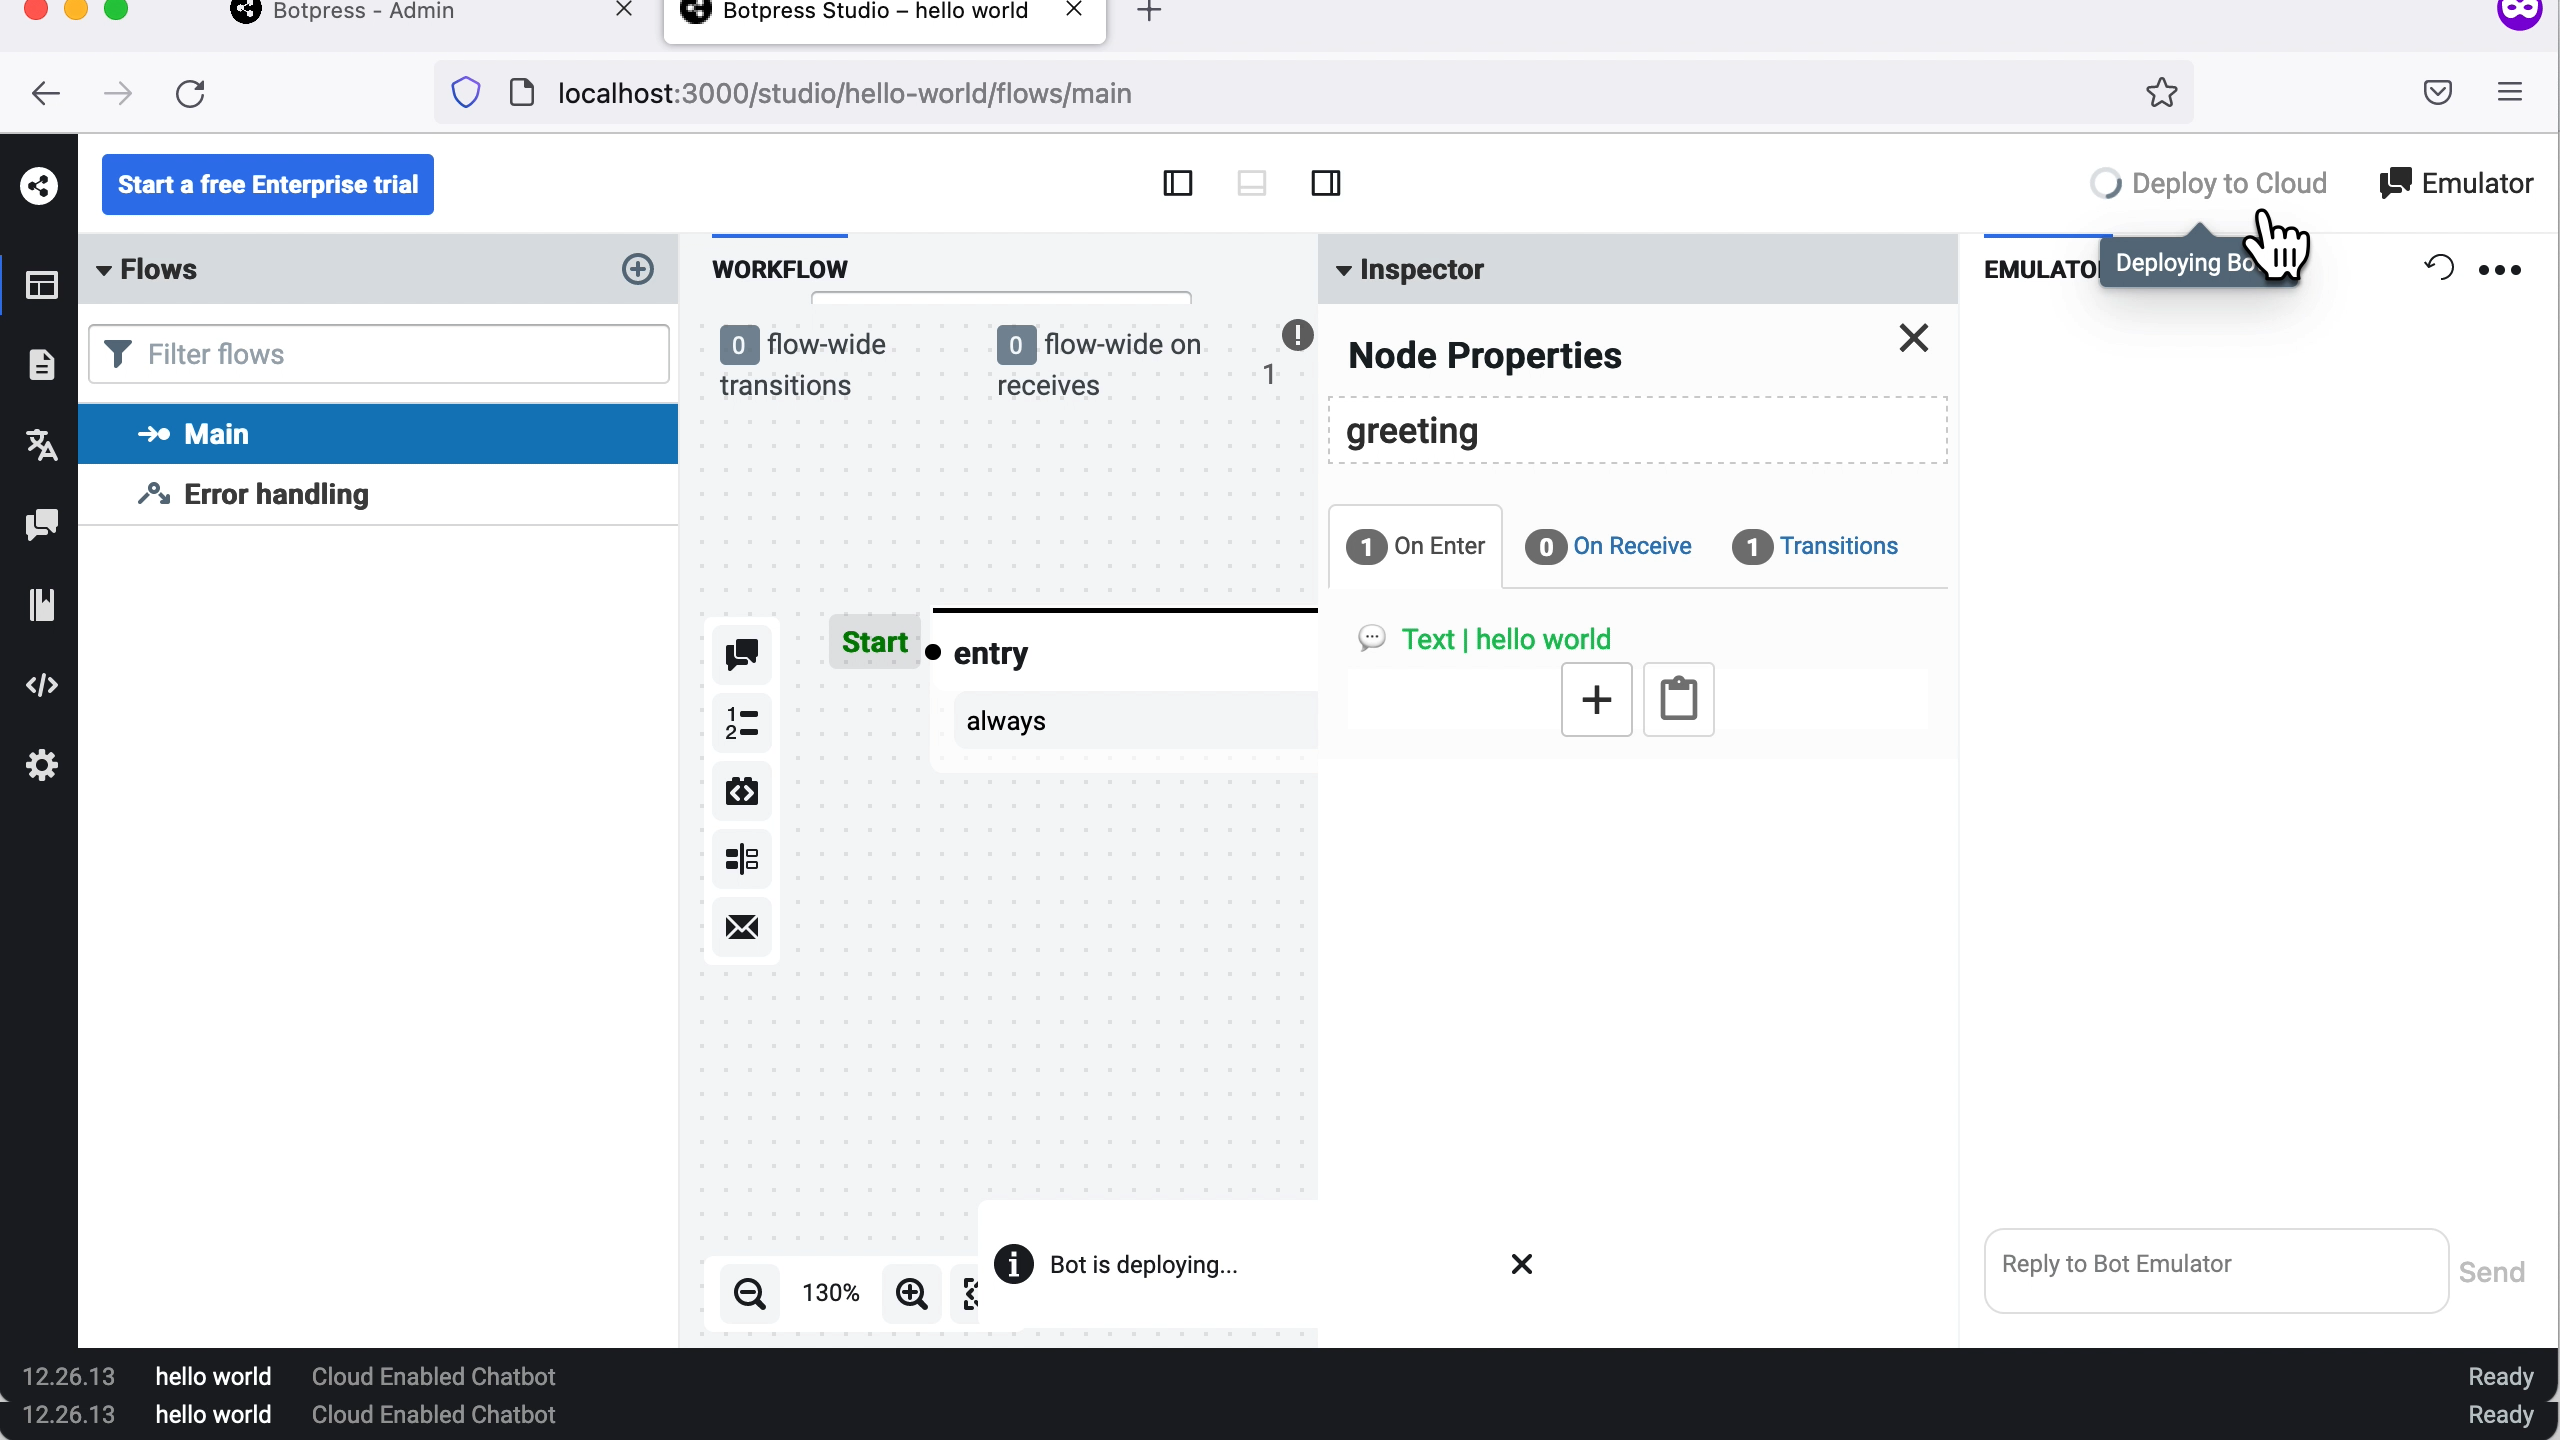 Botpress - Admin
Botpress Studio – hello world
localhost:3000/studio/hello-world/flows/main
Start a free Enterprise trial
Deploy to Cloud
Emulator
Flows
WORKFLOW
Inspector
EMULATO
Deploying Bo
Filter flows
0 flow-wide transitions
0 flow-wide on receives
1
Node Properties
greeting
Main
Error handling
1 On Enter
0 On Receive
1 Transitions
Text | hello world
Start
entry
always
1
2
Bot is deploying...
130%
Reply to Bot Emulator
Send
12.26.13 hello world Cloud Enabled Chatbot Ready
12.26.13 hello world Cloud Enabled Chatbot Ready